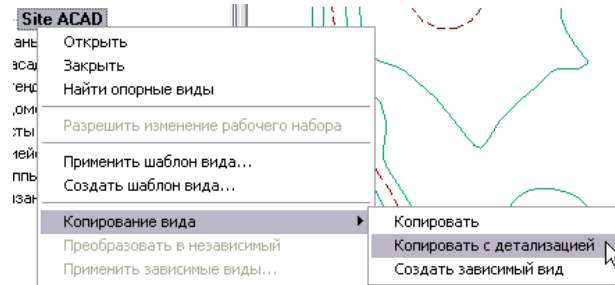 Site ACAD
Открыть
Закрыть
Найти опорные виды
Разрешить изменение рабочего набора
Применить шаблон вида...
Создать шаблон вида...
Копирование вида
Копировать
Преобразовать в независимый
Копировать с детализацией
Применить зависимые виды...
Создать зависимый вид